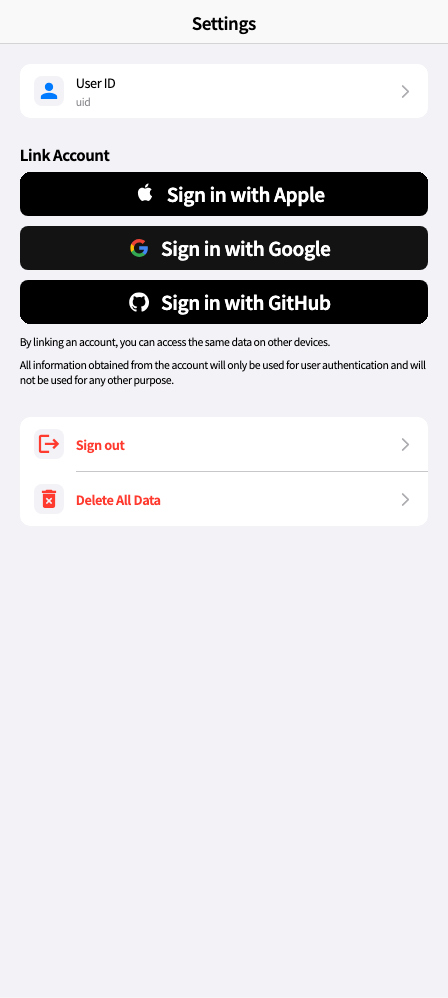 Settings
User ID
uid
Link Account
Sign in with Apple
Sign in with Google
Sign in with GitHub
By linking an account, you can access the same data on other devices.
All information obtained from the account will only be used for user authentication and will
not be used for any other purpose.
Sign out
Delete All Data